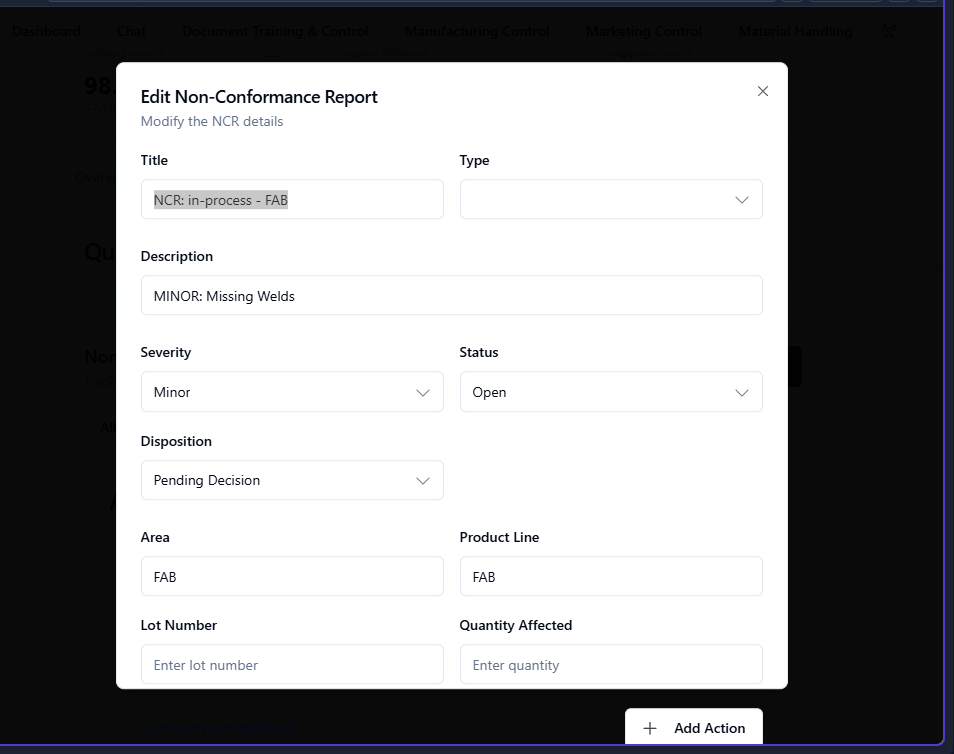 Dashboard Chat Document Training & Control Manufacturing Control Marketing Control Material Handling
98.
Overv
Edit Non-Conformance Report
Modify the NCR details
Title Type
NCR: in-process - FAB
Qu
Description
MINOR: Missing Welds
Severity Status
Non
Minor Open
All
Disposition
Pending Decision
Area Product Line
FAB FAB
Lot Number Quantity Affected
Enter lot number Enter quantity
Add Action